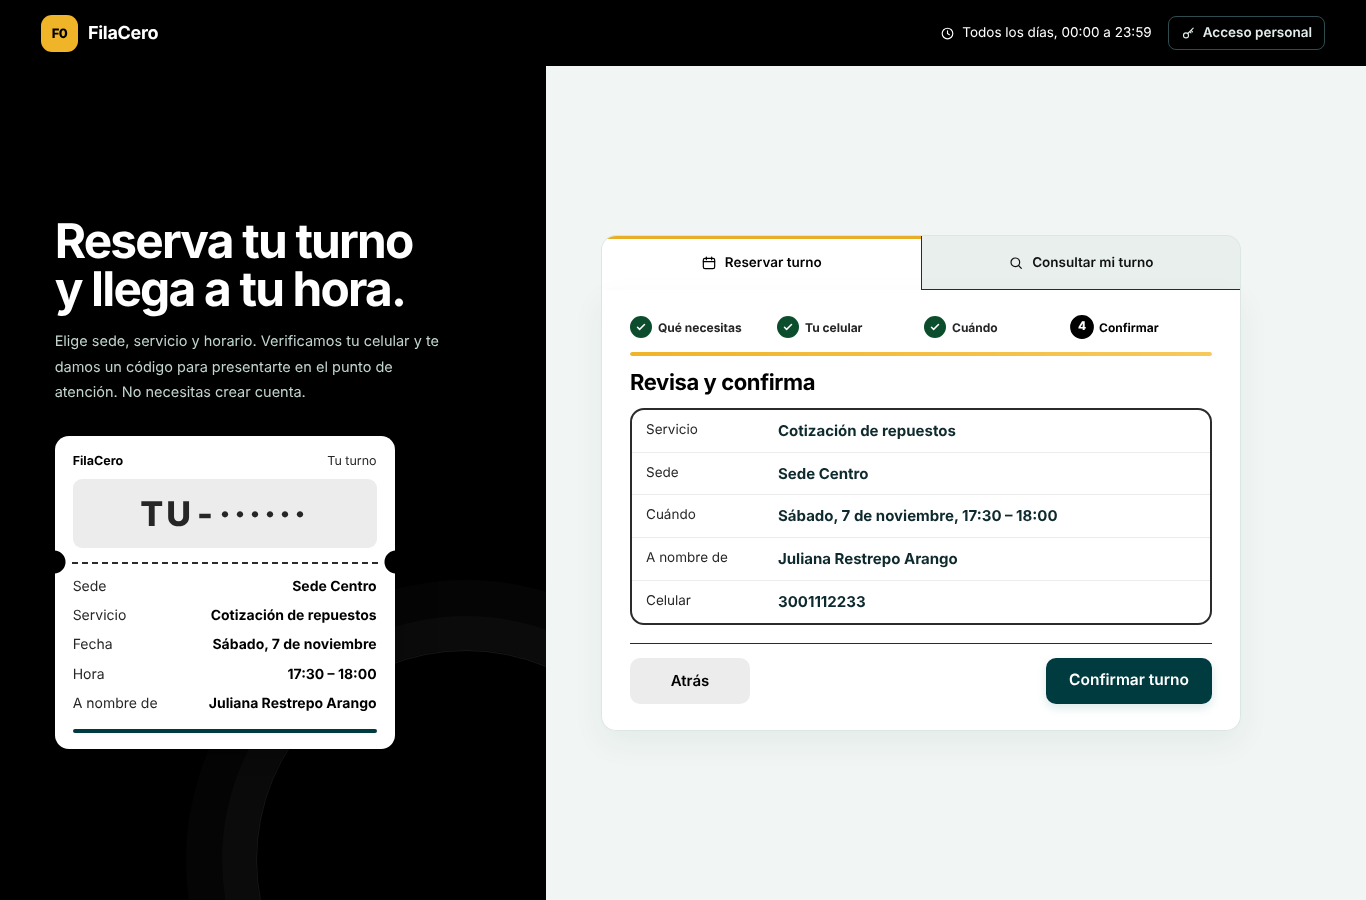 F0
FilaCero
Todos los días, 00:00 a 23:59
Acceso personal
Reserva tu turno
y llega a tu hora.
Elige sede, servicio y horario. Verificamos tu celular y te
damos un código para presentarte en el punto de
atención. No necesitas crear cuenta.
FilaCero Tu turno
TU-······
Sede Sede Centro
Servicio Cotización de repuestos
Fecha Sábado, 7 de noviembre
Hora 17:30 – 18:00
A nombre de Juliana Restrepo Arango
Reservar turno
Consultar mi turno
Qué necesitas
Tu celular
Cuándo
4 Confirmar
Revisa y confirma
Servicio Cotización de repuestos
Sede Sede Centro
Cuándo Sábado, 7 de noviembre, 17:30 – 18:00
A nombre de Juliana Restrepo Arango
Celular 3001112233
Atrás
Confirmar turno